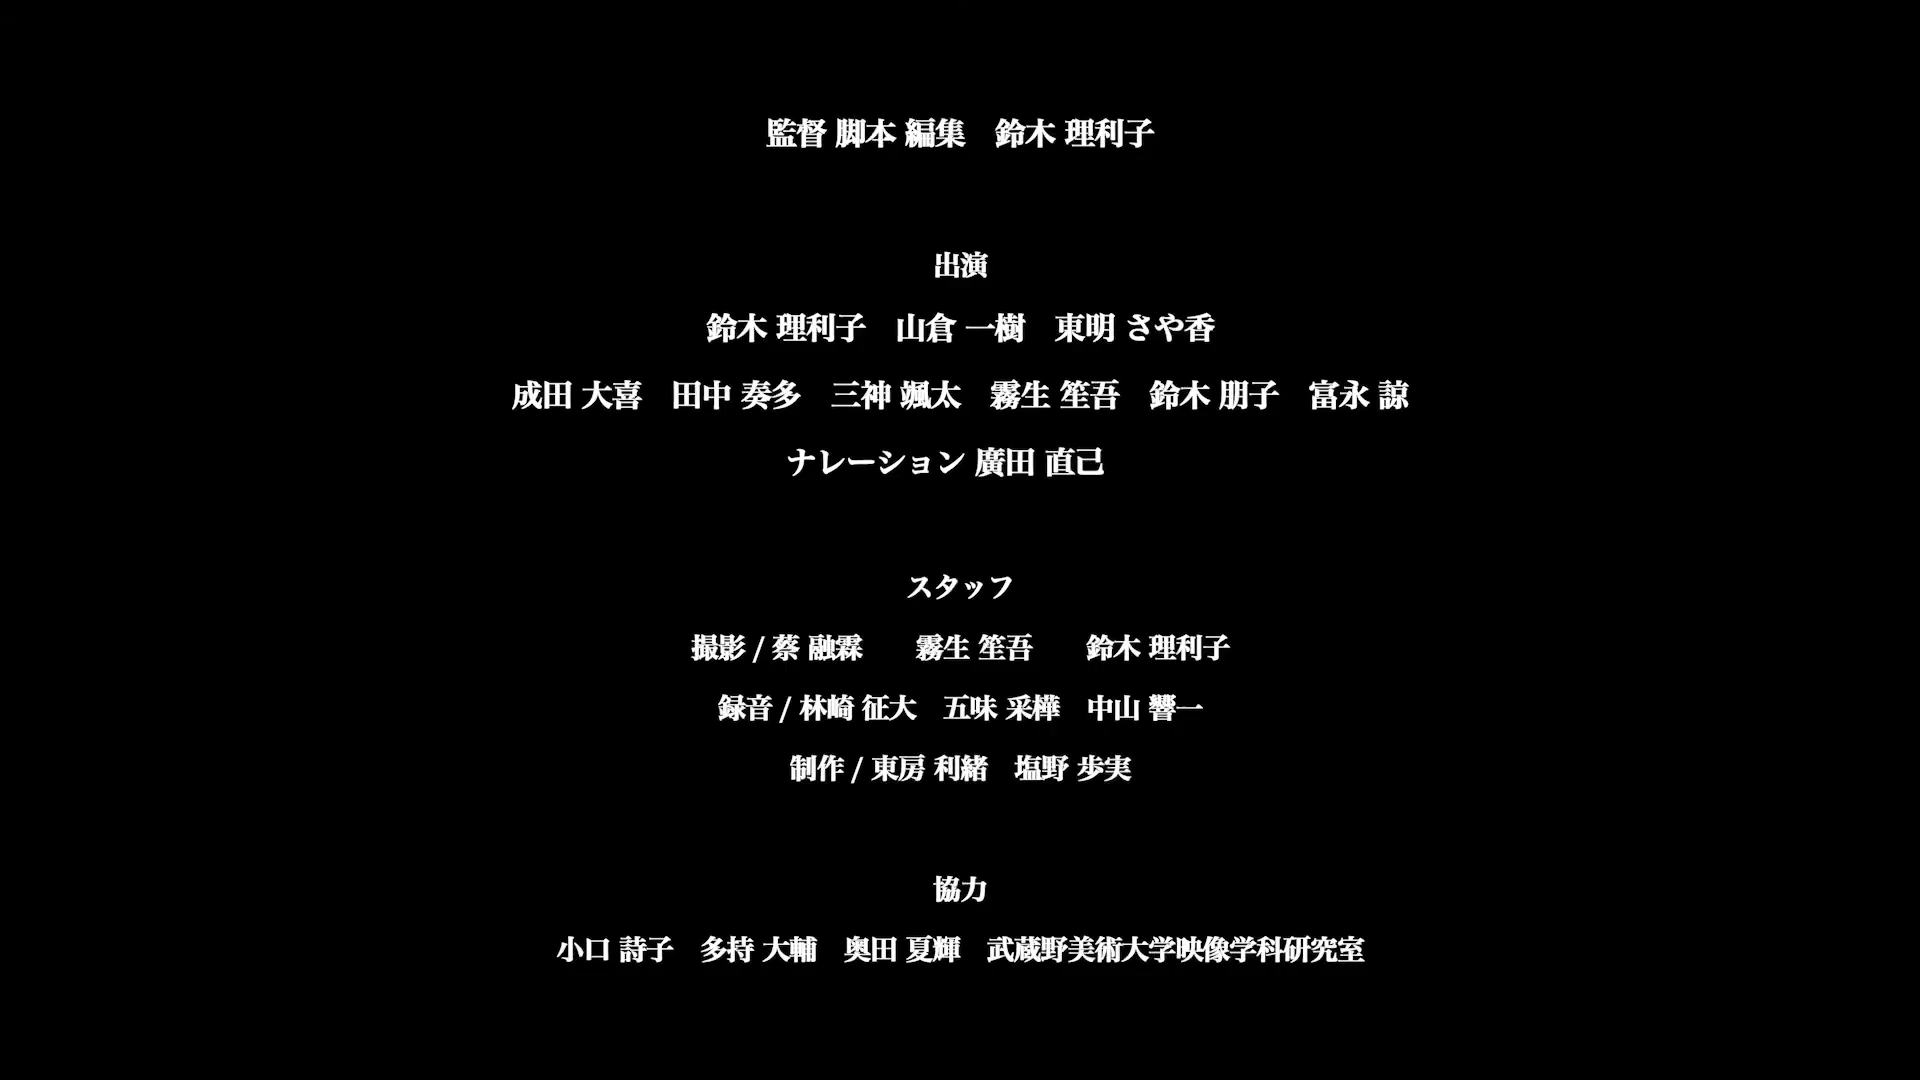 監督 脚本 編集　鈴木 理利子
出演
鈴木 理利子　山倉 一樹　東明 さや香
成田 大喜　田中 奏多　三神 颯太　霧生 笙吾　鈴木 朋子　富永 諒
ナレーション 廣田 直己
スタッフ
撮影 / 蔡 融霖　　霧生 笙吾　　鈴木 理利子
録音 / 林崎 征大　五味 采樺　中山 響一
制作 / 東房 利緒　塩野 歩実
協力
小口 詩子　多持 大輔　奥田 夏輝　武蔵野美術大学映像学科研究室